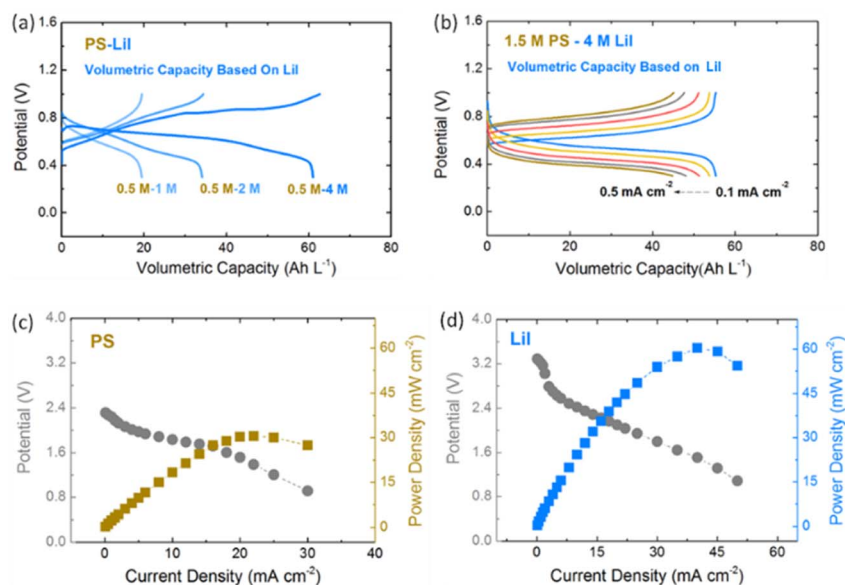 (a)
1.6
1.2
0.8
0.4
0.0
Potential (V)
PS-LiI
Volumetric Capacity Based On LiI
0.5 M-1 M
0.5 M-2 M
0.5 M-4 M
0
20
40
60
80
Volumetric Capacity (Ah L⁻¹)
(b)
1.6
1.2
0.8
0.4
0.0
Potential (V)
1.5 M PS - 4 M LiI
Volumetric Capacity Based on LiI
0.5 mA cm⁻²
0.1 mA cm⁻²
0
20
40
60
80
Volumetric Capacity(Ah L⁻¹)
(c)
4.0
3.2
2.4
1.6
0.8
0.0
Potential (V)
PS
60
45
30
15
0
Power Density (mW cm⁻²)
0
10
20
30
40
Current Density (mA cm⁻²)
(d)
4.0
3.2
2.4
1.6
0.8
0.0
Potential (V)
LiI
75
60
45
30
15
0
Power Density (mW cm⁻²)
0
15
30
45
60
Current Density (mA cm⁻²)